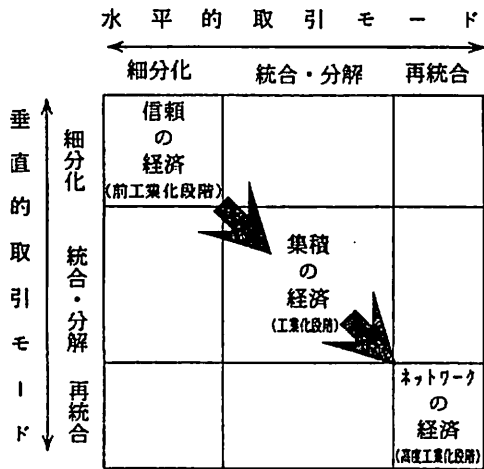 水平的取引モード
細分化 統合・分解 再統合
垂直的取引モード
細分化
統合・分解
再統合
信頼
の
経済
(前工業化段階)
集積
の
経済
(工業化段階)
ネットワーク
の
経済
(高度工業化段階)